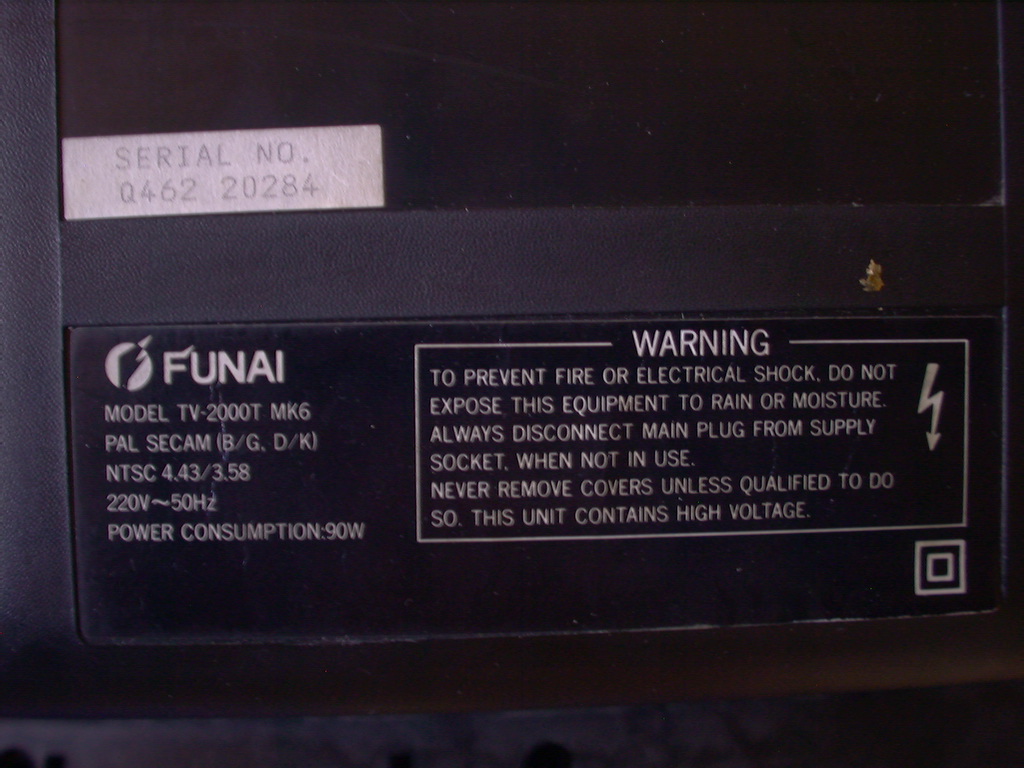 SERIAL NO.
Q462 20284
FUNAI
MODEL TV-2000T MK6
PAL SECAM (B/G, D/K)
NTSC 4.43/3.58
220V~50Hz
POWER CONSUMPTION:90W
WARNING
TO PREVENT FIRE OR ELECTRICAL SHOCK, DO NOT
EXPOSE THIS EQUIPMENT TO RAIN OR MOISTURE.
ALWAYS DISCONNECT MAIN PLUG FROM SUPPLY
SOCKET, WHEN NOT IN USE.
NEVER REMOVE COVERS UNLESS QUALIFIED TO DO
SO. THIS UNIT CONTAINS HIGH VOLTAGE.